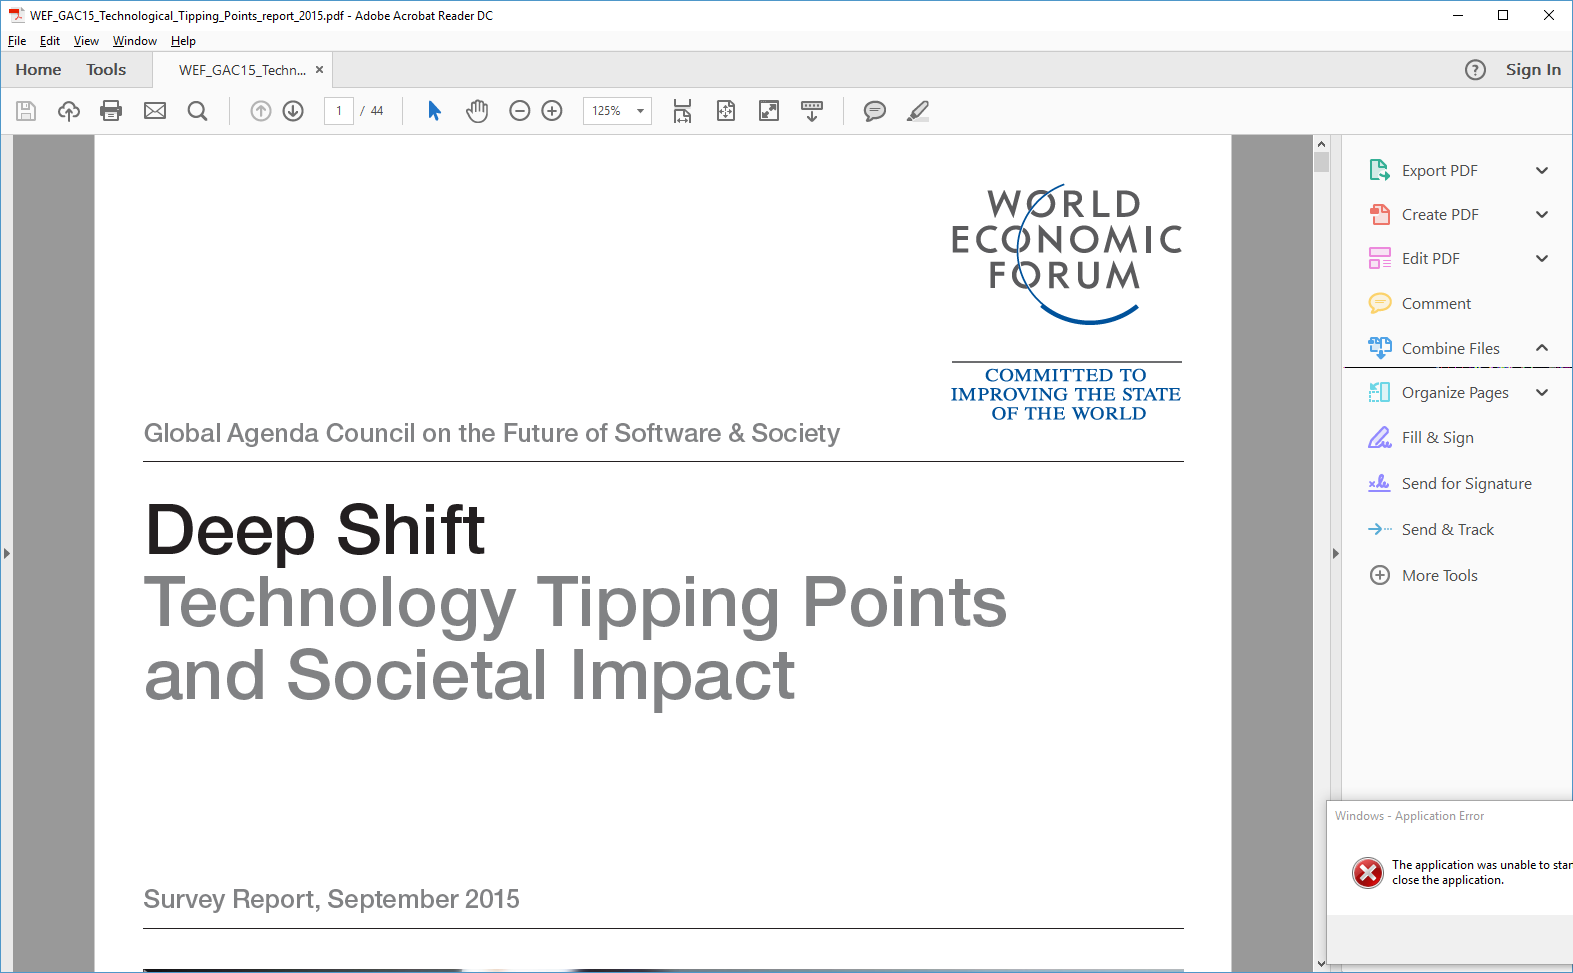 WEF_GAC15_Technological_Tipping_Points_report_2015.pdf - Adobe Acrobat Reader DC
File Edit View Window Help
Home Tools WEF_GAC15_Techn... × ? Sign In
1 / 44 125%
WORLD
ECONOMIC
FORUM
COMMITTED TO
IMPROVING THE STATE
OF THE WORLD
Global Agenda Council on the Future of Software & Society
Deep Shift
Technology Tipping Points
and Societal Impact
Survey Report, September 2015
Export PDF
Create PDF
Edit PDF
Comment
Combine Files
Organize Pages
Fill & Sign
Send for Signature
Send & Track
More Tools
Windows - Application Error
The application was unable to star
close the application.